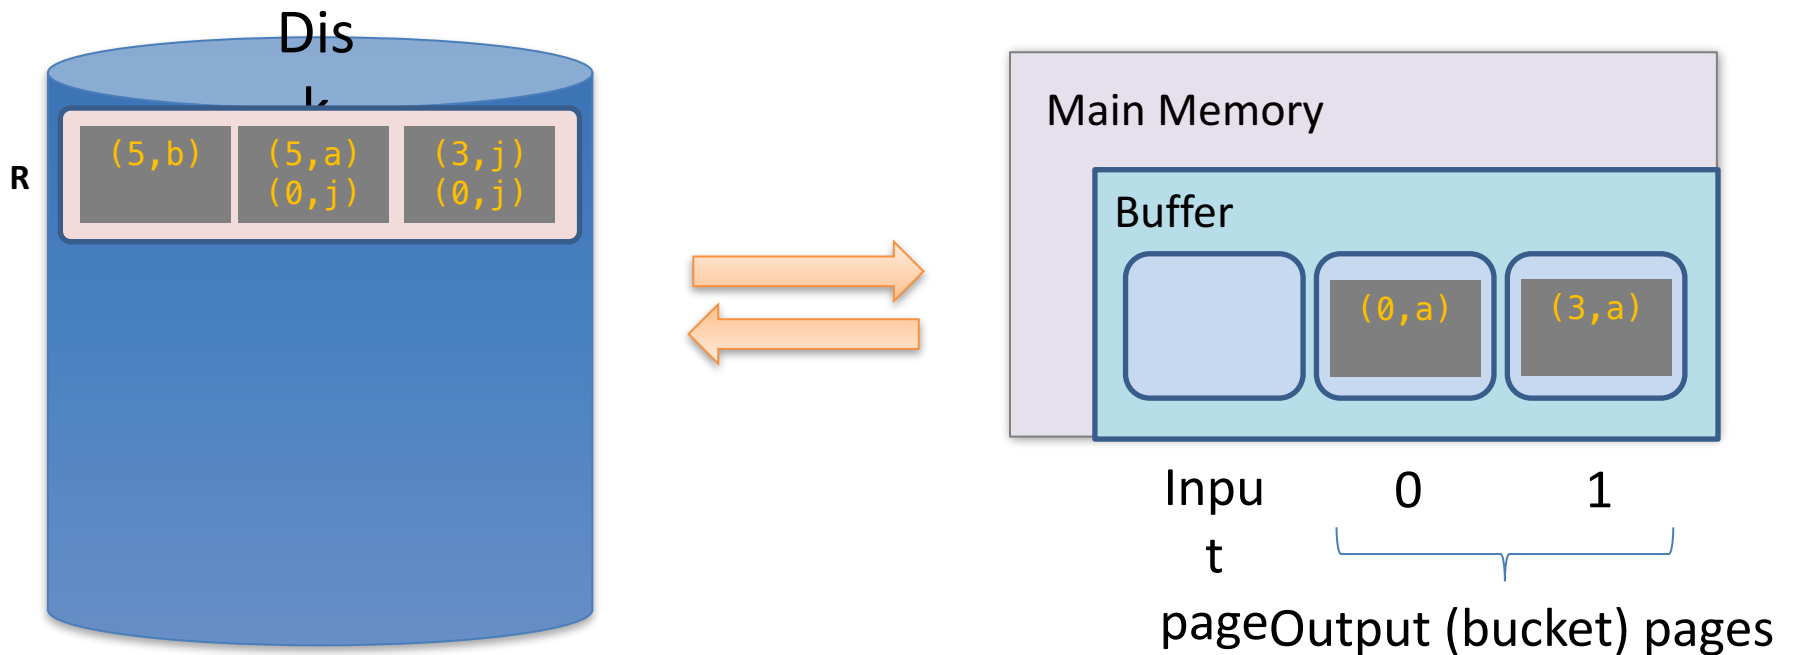 Dis
k
R
(5,b)
(5,a)
(0,j)
(3,j)
(0,j)
Main Memory
Buffer
(0,a)
(3,a)
Inpu
t
page
0
1
Output (bucket) pages